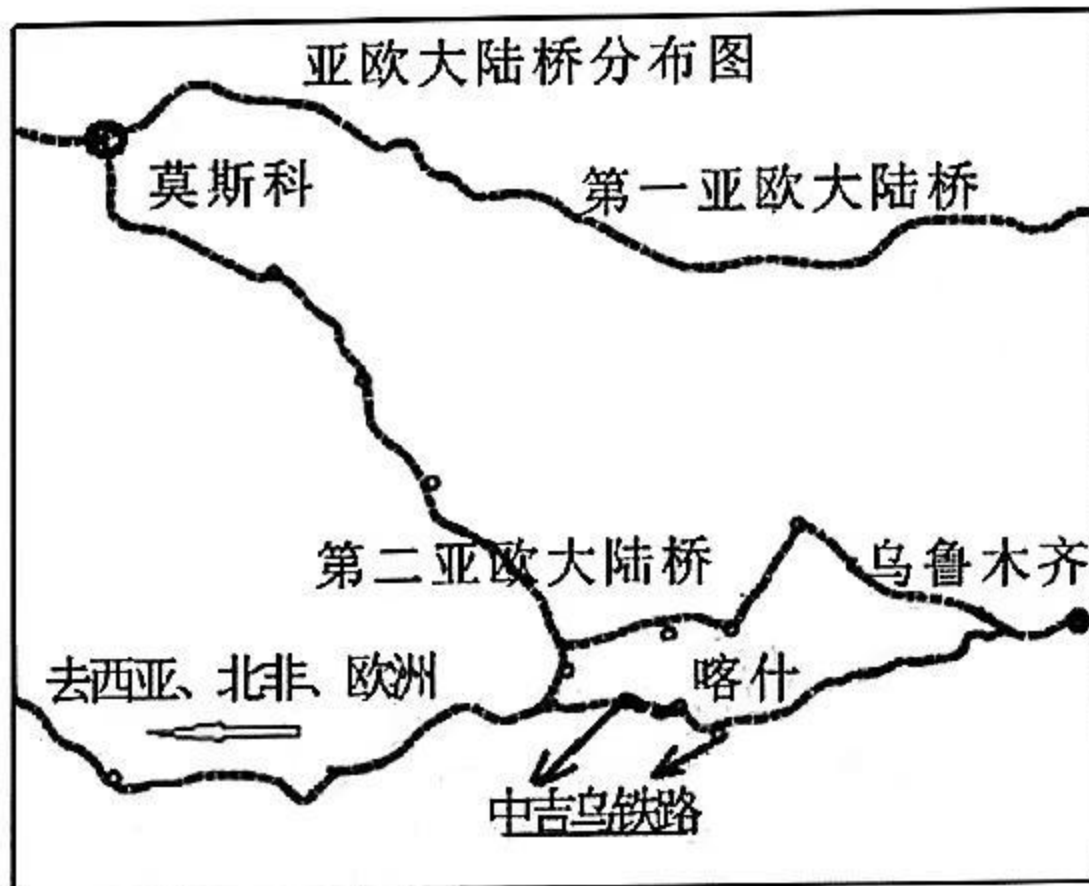 亚欧大陆桥分布图
莫斯科
第一亚欧大陆桥
第二亚欧大陆桥
乌鲁木齐
去西亚、北非、欧洲
喀什
中吉乌铁路